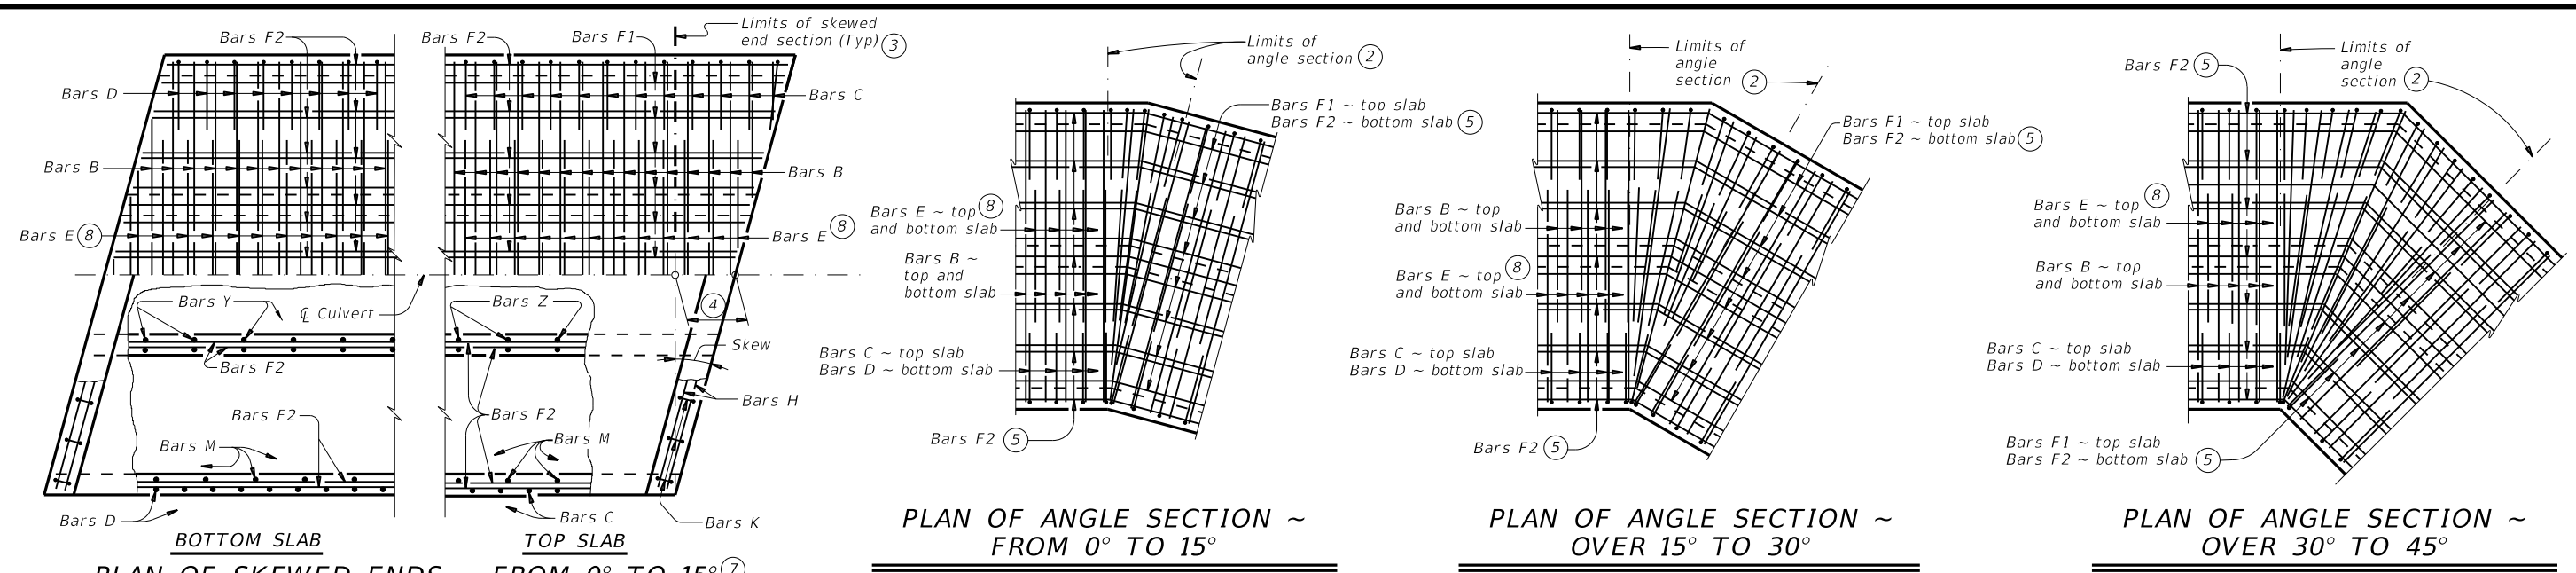 Bars F2
Bars F2
Bars F1
Limits of skewed
end section (Typ) 3
Bars D
Bars C
Bars B
Bars B
Bars E 8
Bars E 8
Bars Y
℄ Culvert
Bars Z
4
Skew
Bars F2
Bars H
Bars F2
Bars F2
Bars M
Bars M
Bars D
Bars C
Bars K
BOTTOM SLAB
TOP SLAB
PLAN OF SKEWED ENDS FROM 0° TO 15° 7
Limits of
angle section 2
Bars F1 ~ top slab
Bars F2 ~ bottom slab 5
Bars E ~ top 8
and bottom slab
Bars B ~
top and
bottom slab
Bars C ~ top slab
Bars D ~ bottom slab
Bars F2 5
PLAN OF ANGLE SECTION ~
FROM 0° TO 15°
Limits of
angle
section 2
Bars F1 ~ top slab
Bars F2 ~ bottom slab 5
Bars B ~ top
and bottom slab
Bars E ~ top 8
and bottom slab
Bars C ~ top slab
Bars D ~ bottom slab
Bars F2 5
PLAN OF ANGLE SECTION ~
OVER 15° TO 30°
Bars F2 5
Limits of
angle
section 2
Bars E ~ top 8
and bottom slab
Bars B ~ top
and bottom slab
Bars C ~ top slab
Bars D ~ bottom slab
Bars F1 ~ top slab
Bars F2 ~ bottom slab 5
PLAN OF ANGLE SECTION ~
OVER 30° TO 45°